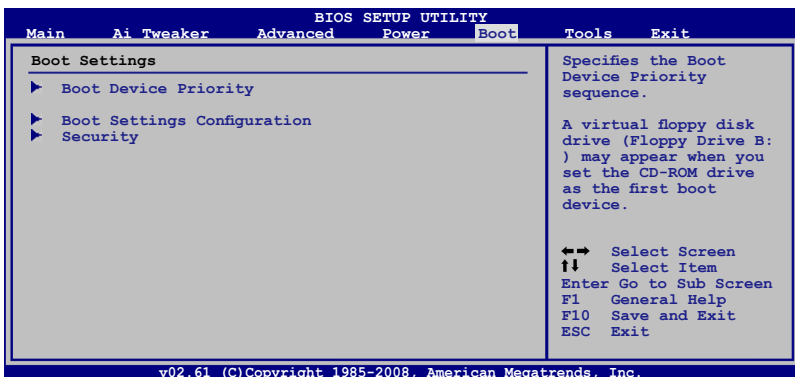 BIOS SETUP UTILITY
Main Ai Tweaker Advanced Power Boot Tools Exit
Boot Settings
Boot Device Priority
Boot Settings Configuration
Security
Specifies the Boot
Device Priority
sequence.
A virtual floppy disk
drive (Floppy Drive B:
) may appear when you
set the CD-ROM drive
as the first boot
device.
←→ Select Screen
↑↓ Select Item
Enter Go to Sub Screen
F1 General Help
F10 Save and Exit
ESC Exit
v02.61 (C)Copyright 1985-2008, American Megatrends, Inc.